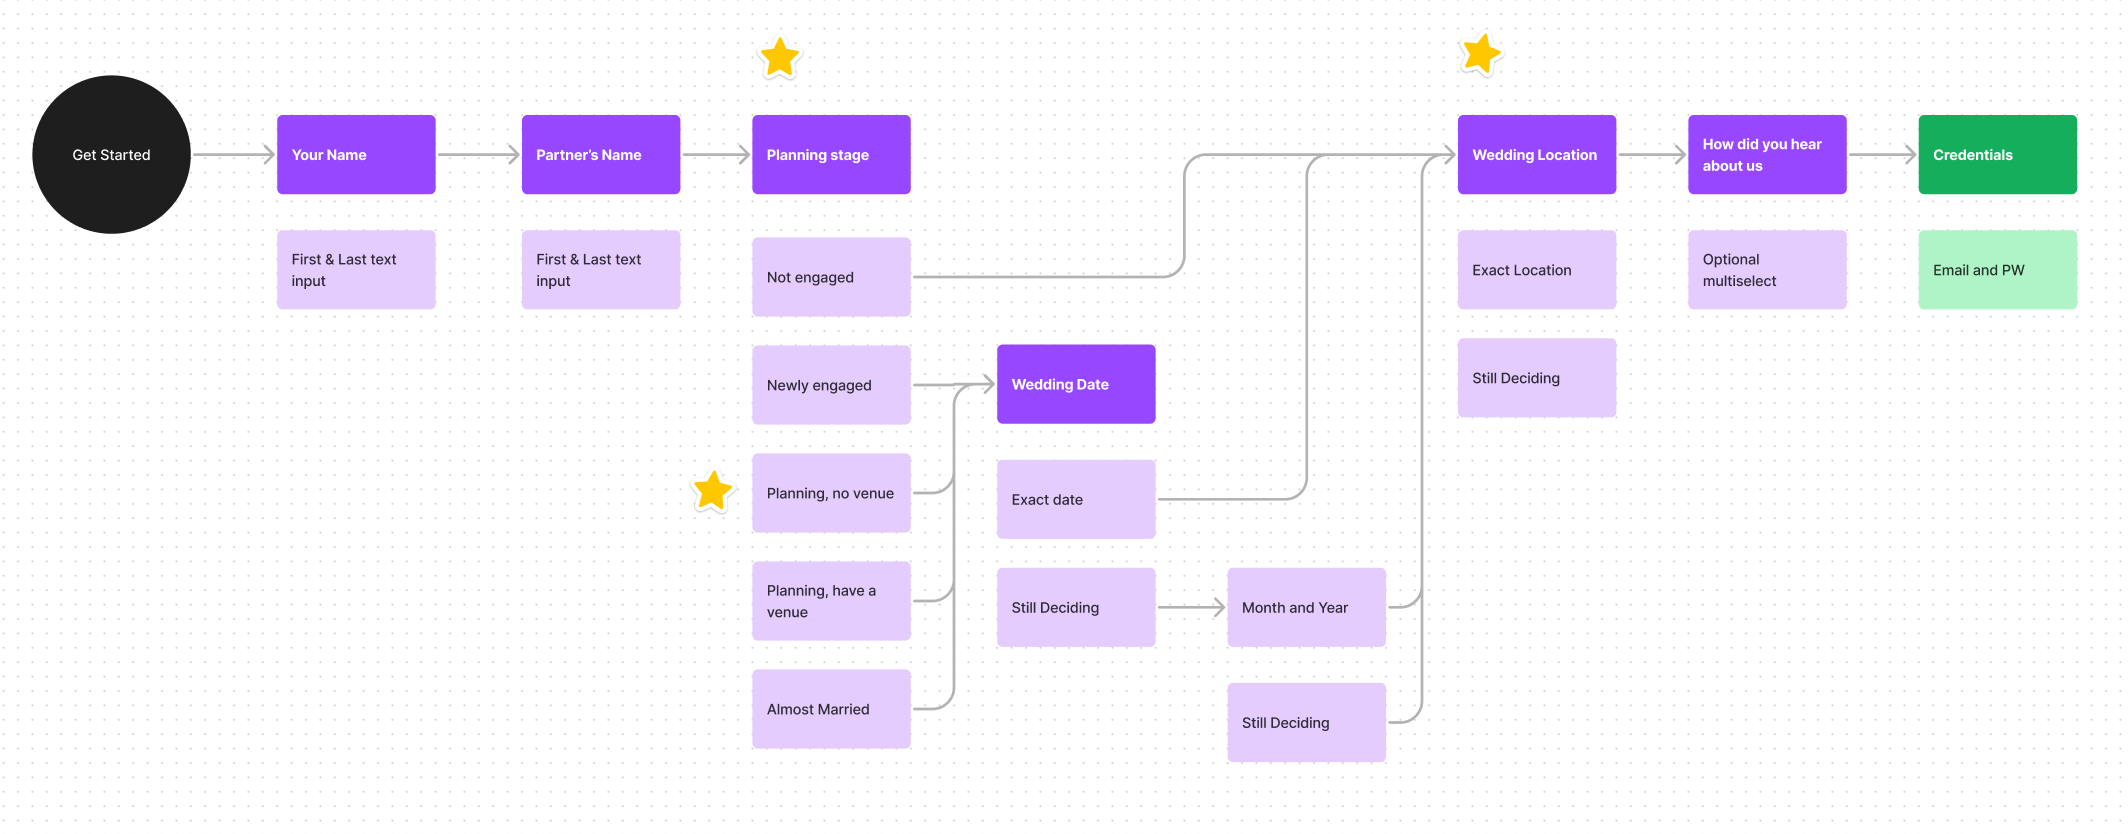 Get Started
Your Name
First & Last text
input
Partner's Name
First & Last text
input
Planning stage
Not engaged
Newly engaged
Planning, no venue
Planning, have a
venue
Almost Married
Wedding Date
Exact date
Still Deciding
Month and Year
Still Deciding
Wedding Location
Exact Location
Still Deciding
How did you hear
about us
Optional
multiselect
Credentials
Email and PW